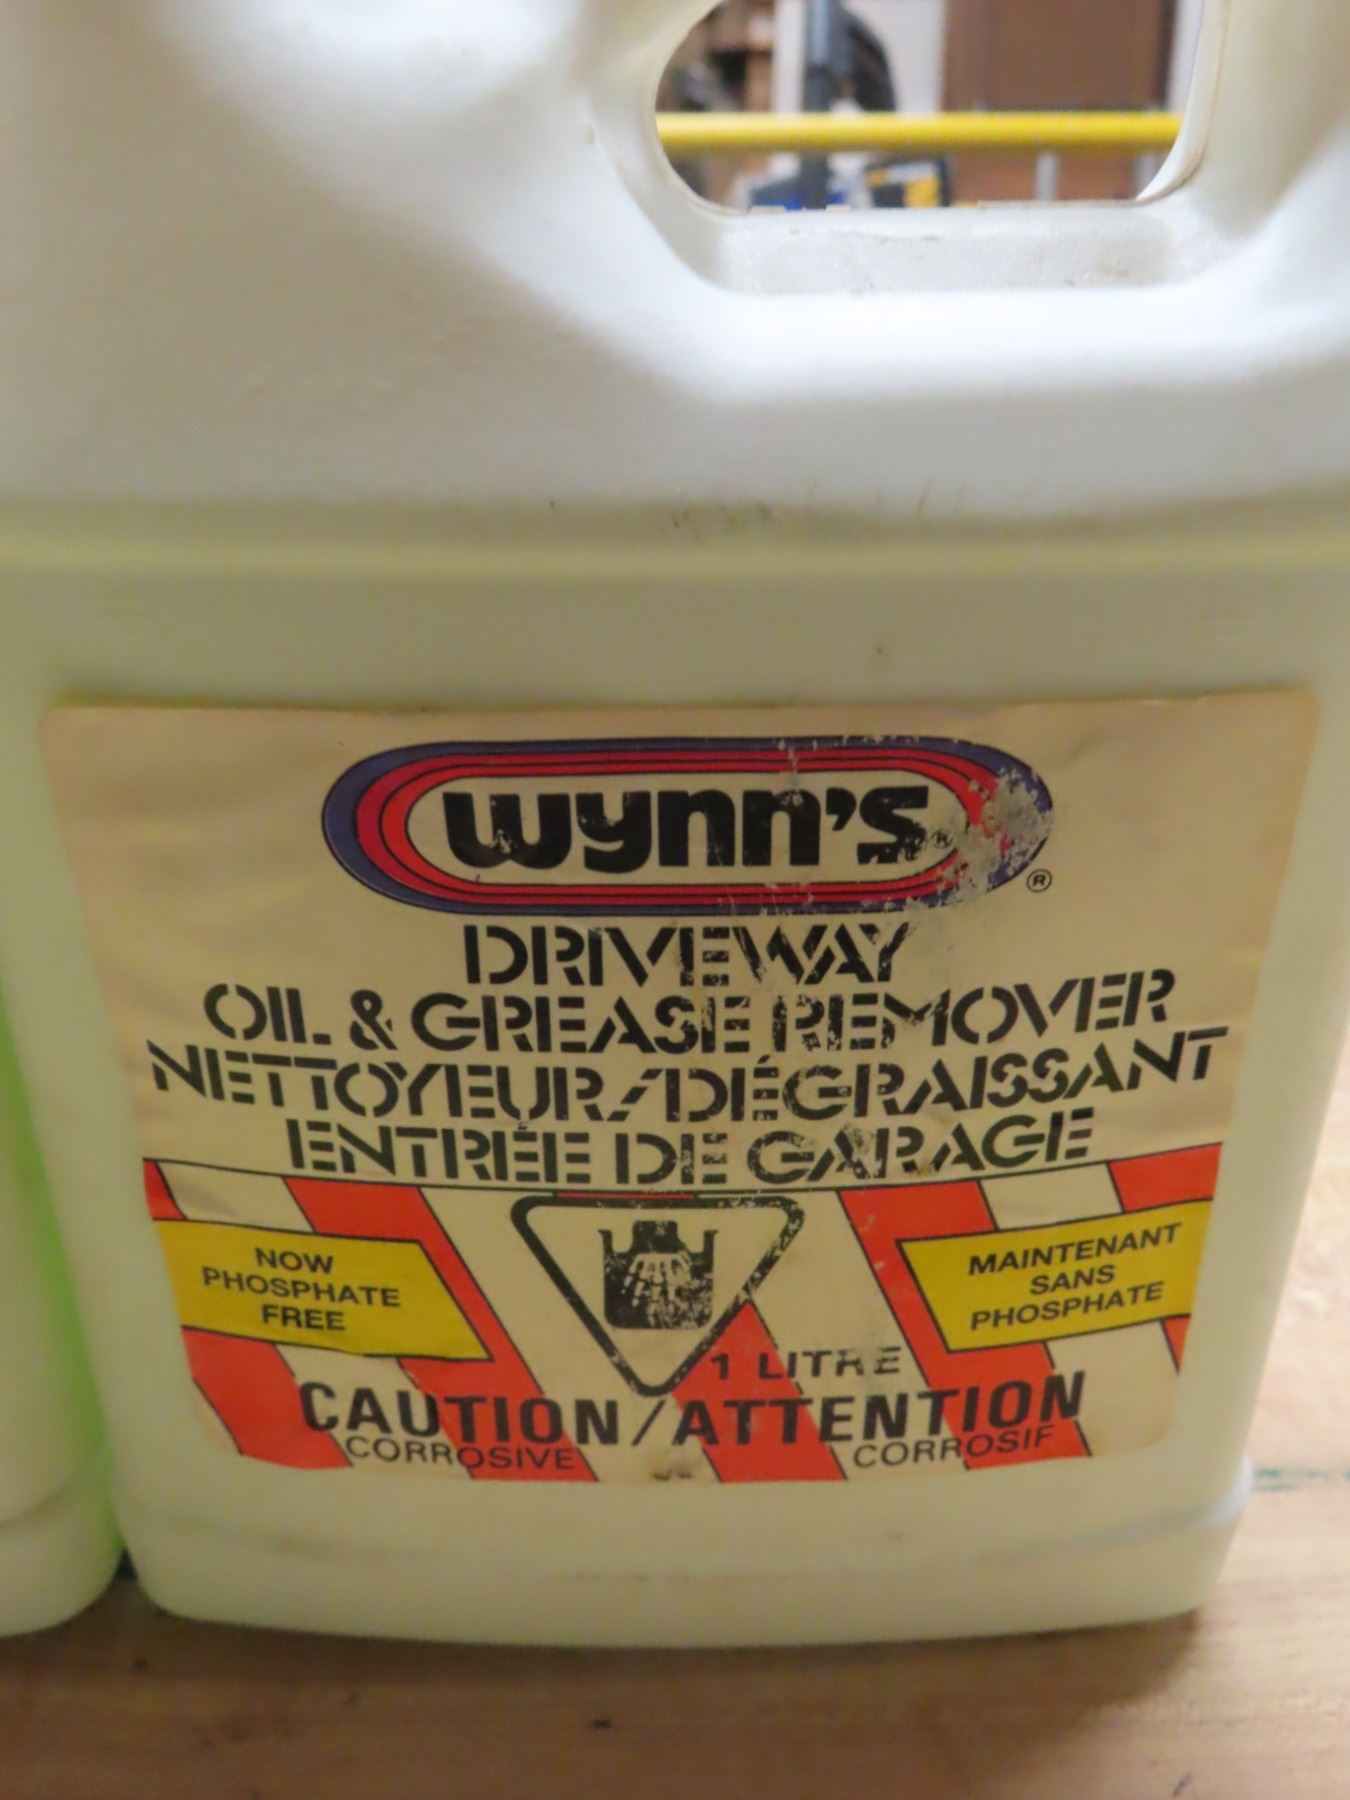 wynn's®
®
DRIVEWAY
OIL & GREASE REMOVER
NETTOYEUR/DÉGRAISSANT
ENTRÉE DE GARAGE
NOW
PHOSPHATE
FREE
MAINTENANT
SANS
PHOSPHATE
1 LITRE
CAUTION/ATTENTION
CORROSIVE CORROSIF